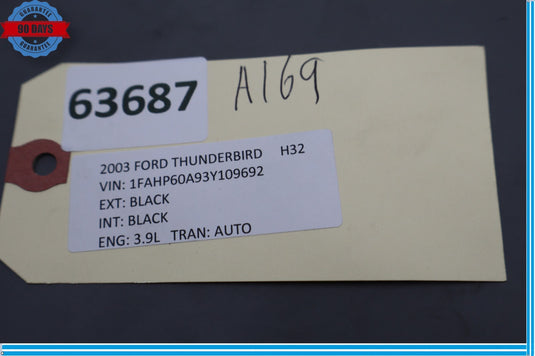 GUARANTEE
90 DAYS
GUARANTEE
63687
A169
2003 FORD THUNDERBIRD H32
VIN: 1FAHP60A93Y109692
EXT: BLACK
INT: BLACK
ENG: 3.9L TRAN: AUTO